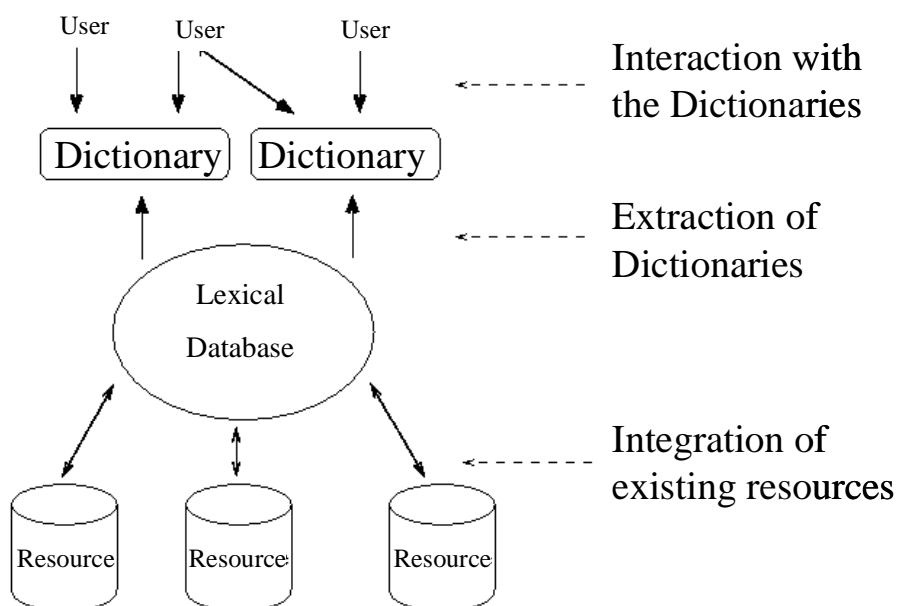 User
User
User
Interaction with
the Dictionaries
Dictionary
Dictionary
Extraction of
Dictionaries
Lexical
Database
Integration of
existing resources
Resource
Resource
Resource